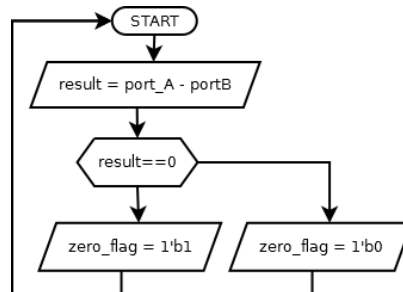 START
result = port_A - portB
result==0
zero_flag = 1'b1
zero_flag = 1'b0